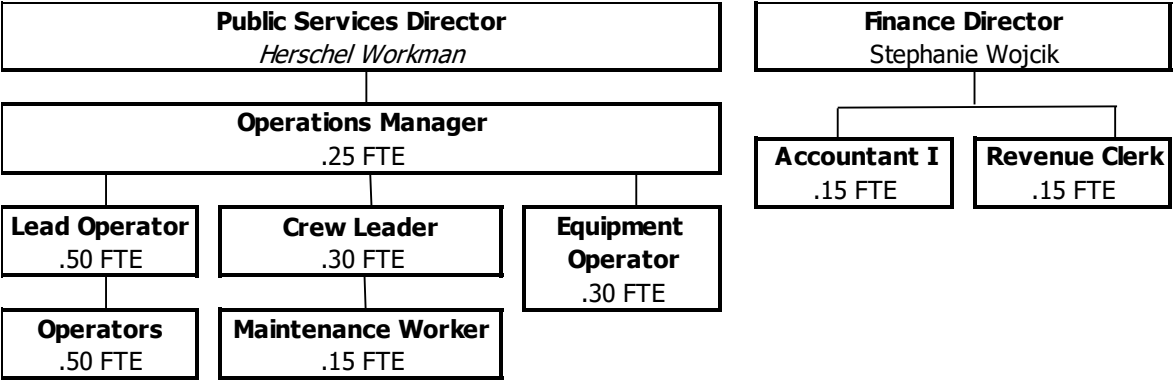 Public Services Director
Herschel Workman
Finance Director
Stephanie Wojcik
Operations Manager
.25 FTE
Accountant I
.15 FTE
Revenue Clerk
.15 FTE
Lead Operator
.50 FTE
Crew Leader
.30 FTE
Equipment
Operator
.30 FTE
Operators
.50 FTE
Maintenance Worker
.15 FTE